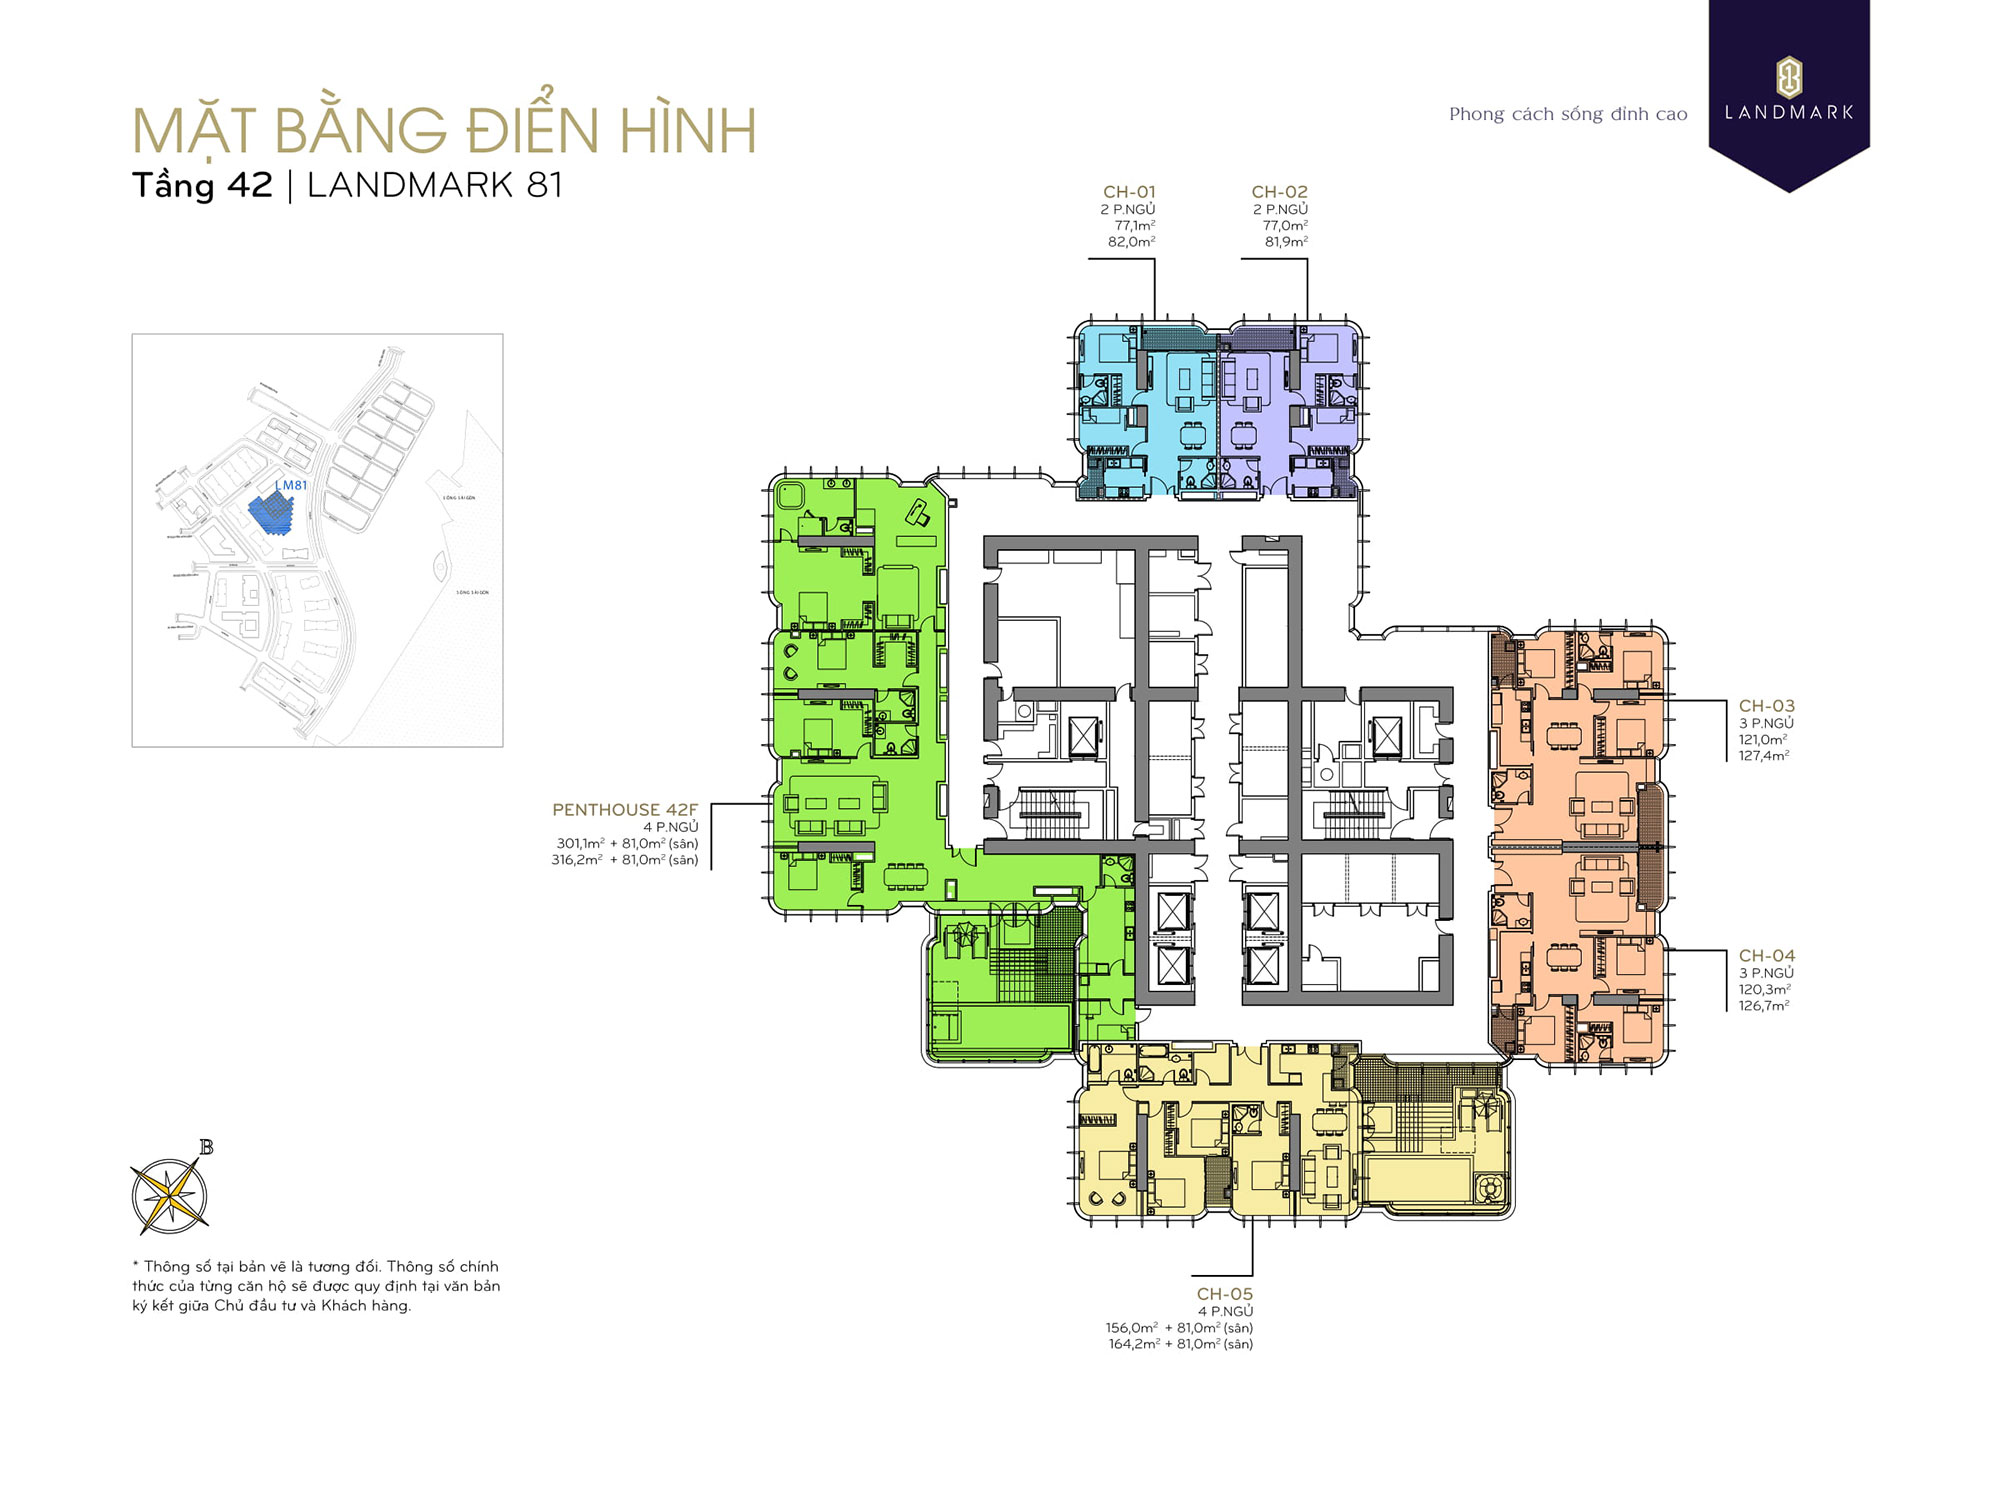 MẶT BẰNG ĐIỂN HÌNH
Tầng 42 | LANDMARK 81
Phong cách sống đỉnh cao
LANDMARK
CH-01
2 P.NGỦ
77,1m²
82,0m²
CH-02
2 P.NGỦ
77,0m²
81,9m²
LM81
SÔNG SÀI GÒN
SÔNG SÀI GÒN
CH-03
3 P.NGỦ
121,0m²
127,4m²
PENTHOUSE 42F
4 P.NGỦ
301,1m² + 81,0m² (sân)
316,2m² + 81,0m² (sân)
CH-04
3 P.NGỦ
120,3m²
126,7m²
B
* Thông số tại bản vẽ là tương đối. Thông số chính
thức của từng căn hộ sẽ được quy định tại văn bản
ký kết giữa Chủ đầu tư và Khách hàng.
CH-05
4 P.NGỦ
156,0m² + 81,0m² (sân)
164,2m² + 81,0m² (sân)